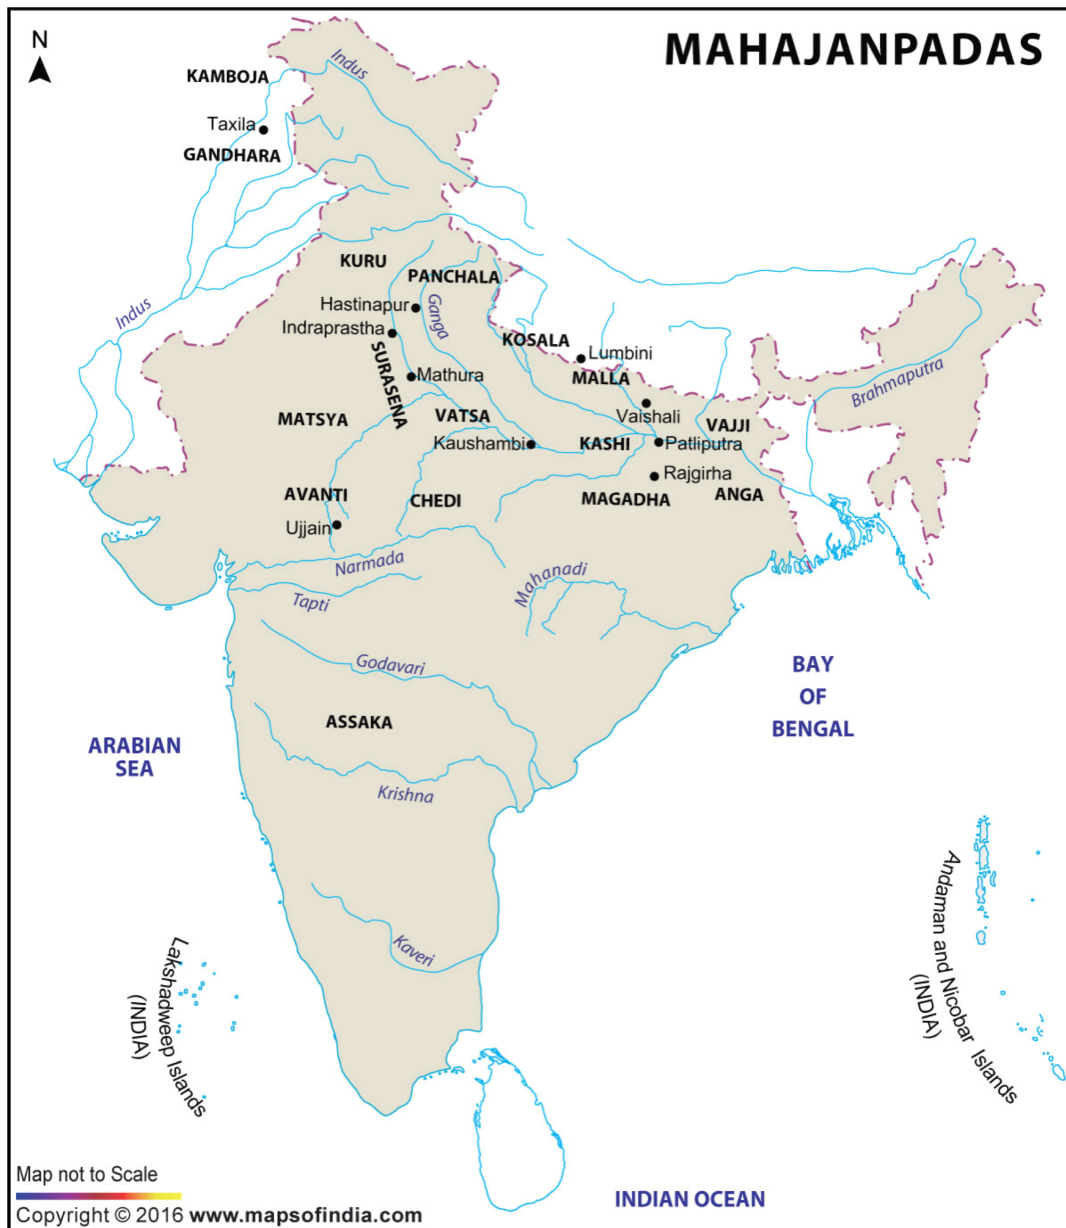 MAHAJANPADAS
N
Indus
KAMBOJA
Taxila
GANDHARA
KURU
PANCHALA
Hastinapur
Ganga
Indus
Indraprastha
KOSALA
Lumbini
SURASENA
Mathura
MALLA
Brahmaputra
MATSYA
VATSA
Vaishali
VAJJI
Kaushambi
KASHI
Patliputra
Rajgirha
AVANTI
CHEDI
MAGADHA
ANGA
Ujjain
Narmada
Mahanadi
Tapti
Godavari
BAY
OF
BENGAL
ASSAKA
ARABIAN
SEA
Krishna
Kaveri
Lakshadweep Islands
(INDIA)
Andaman and Nicobar Islands
(INDIA)
Map not to Scale
INDIAN OCEAN
Copyright © 2016 www.mapsofindia.com